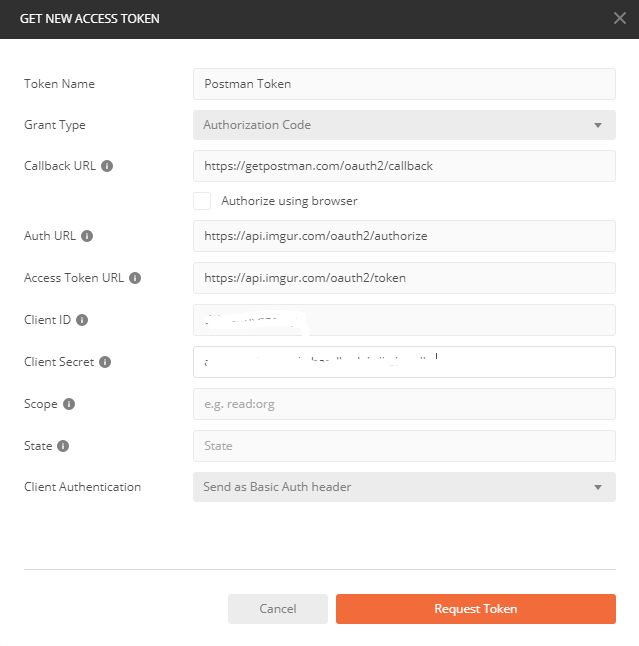 GET NEW ACCESS TOKEN
Token Name Postman Token
Grant Type Authorization Code
Callback URL https://getpostman.com/oauth2/callback
Authorize using browser
Auth URL https://api.imgur.com/oauth2/authorize
Access Token URL https://api.imgur.com/oauth2/token
Client ID
Client Secret
Scope e.g. read:org
State State
Client Authentication Send as Basic Auth header
Cancel Request Token